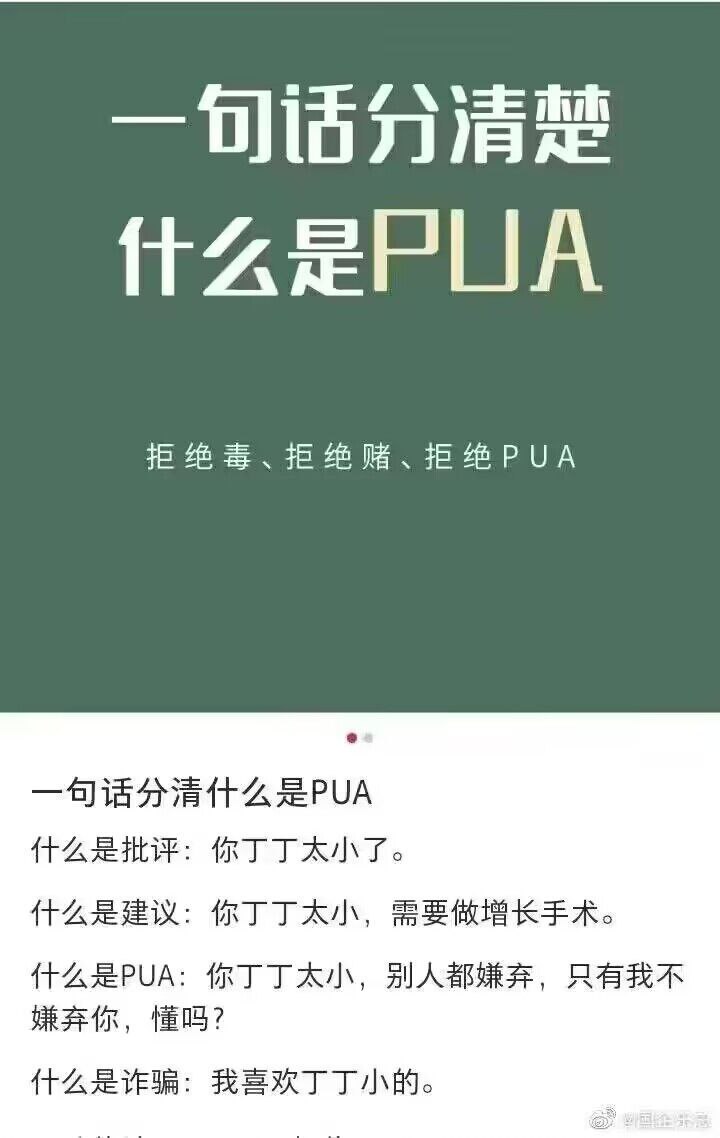 一句话分清楚
什么是PUA
拒绝毒、拒绝赌、拒绝PUA
一句话分清什么是PUA
什么是批评：你丁丁太小了。
什么是建议：你丁丁太小，需要做增长手术。
什么是PUA：你丁丁太小，别人都嫌弃，只有我不
嫌弃你，懂吗？
什么是诈骗：我喜欢丁丁小的。